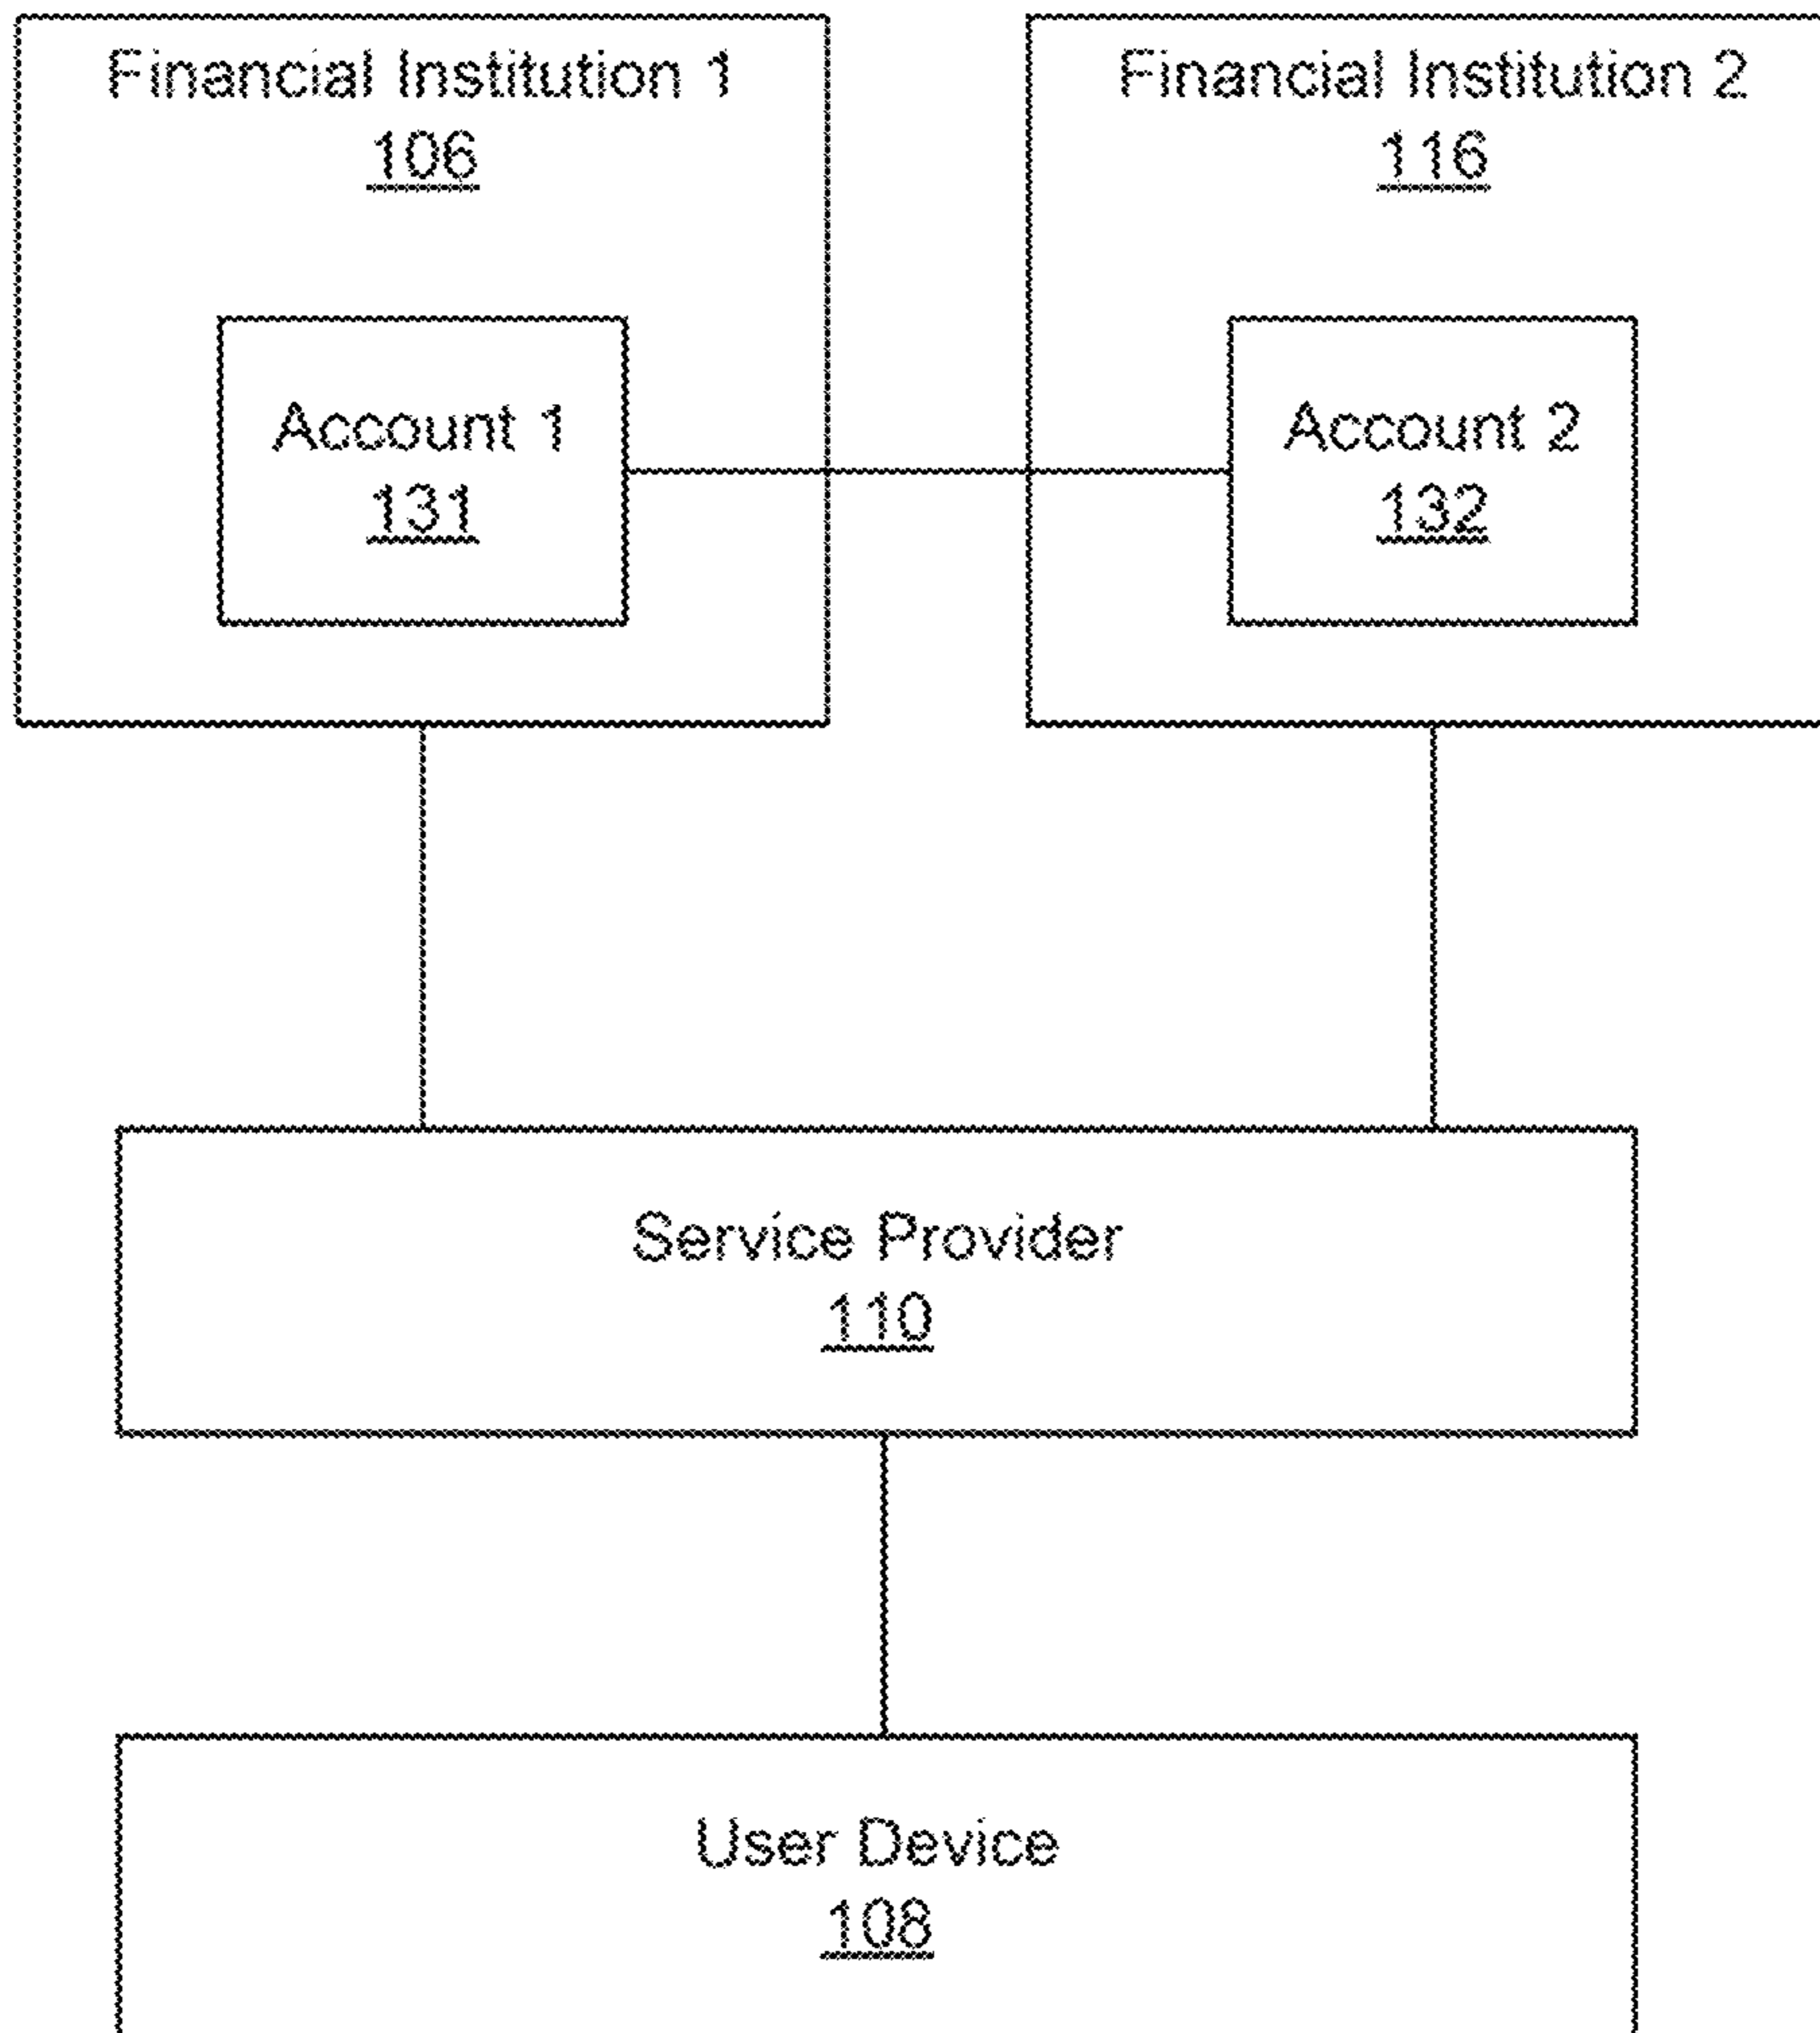 Financial Institution 1
106
Financial Institution 2
116
Account 1
131
Account 2
132
Service Provider
110
User Device
108